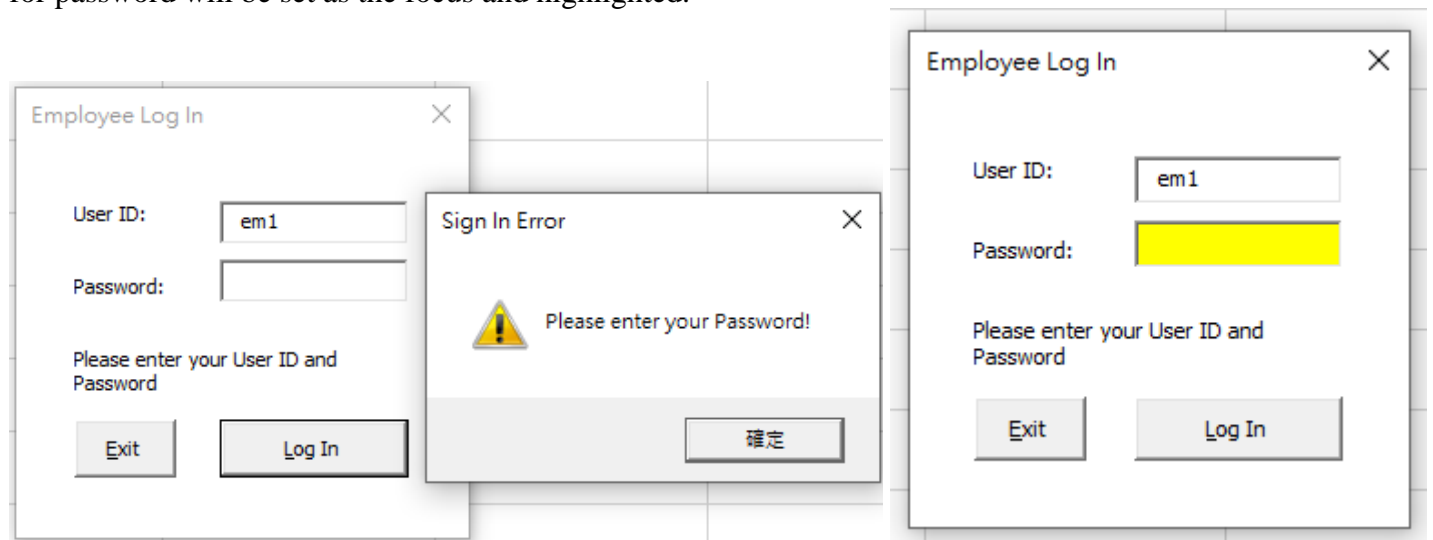 for password will be set as the focus and highlighted.
Employee Log In
User ID:
em1
Password:
Please enter your User ID and
Password
Exit
Log In
Sign In Error
Please enter your Password!
確定
Employee Log In
User ID:
em1
Password:
Please enter your User ID and
Password
Exit
Log In